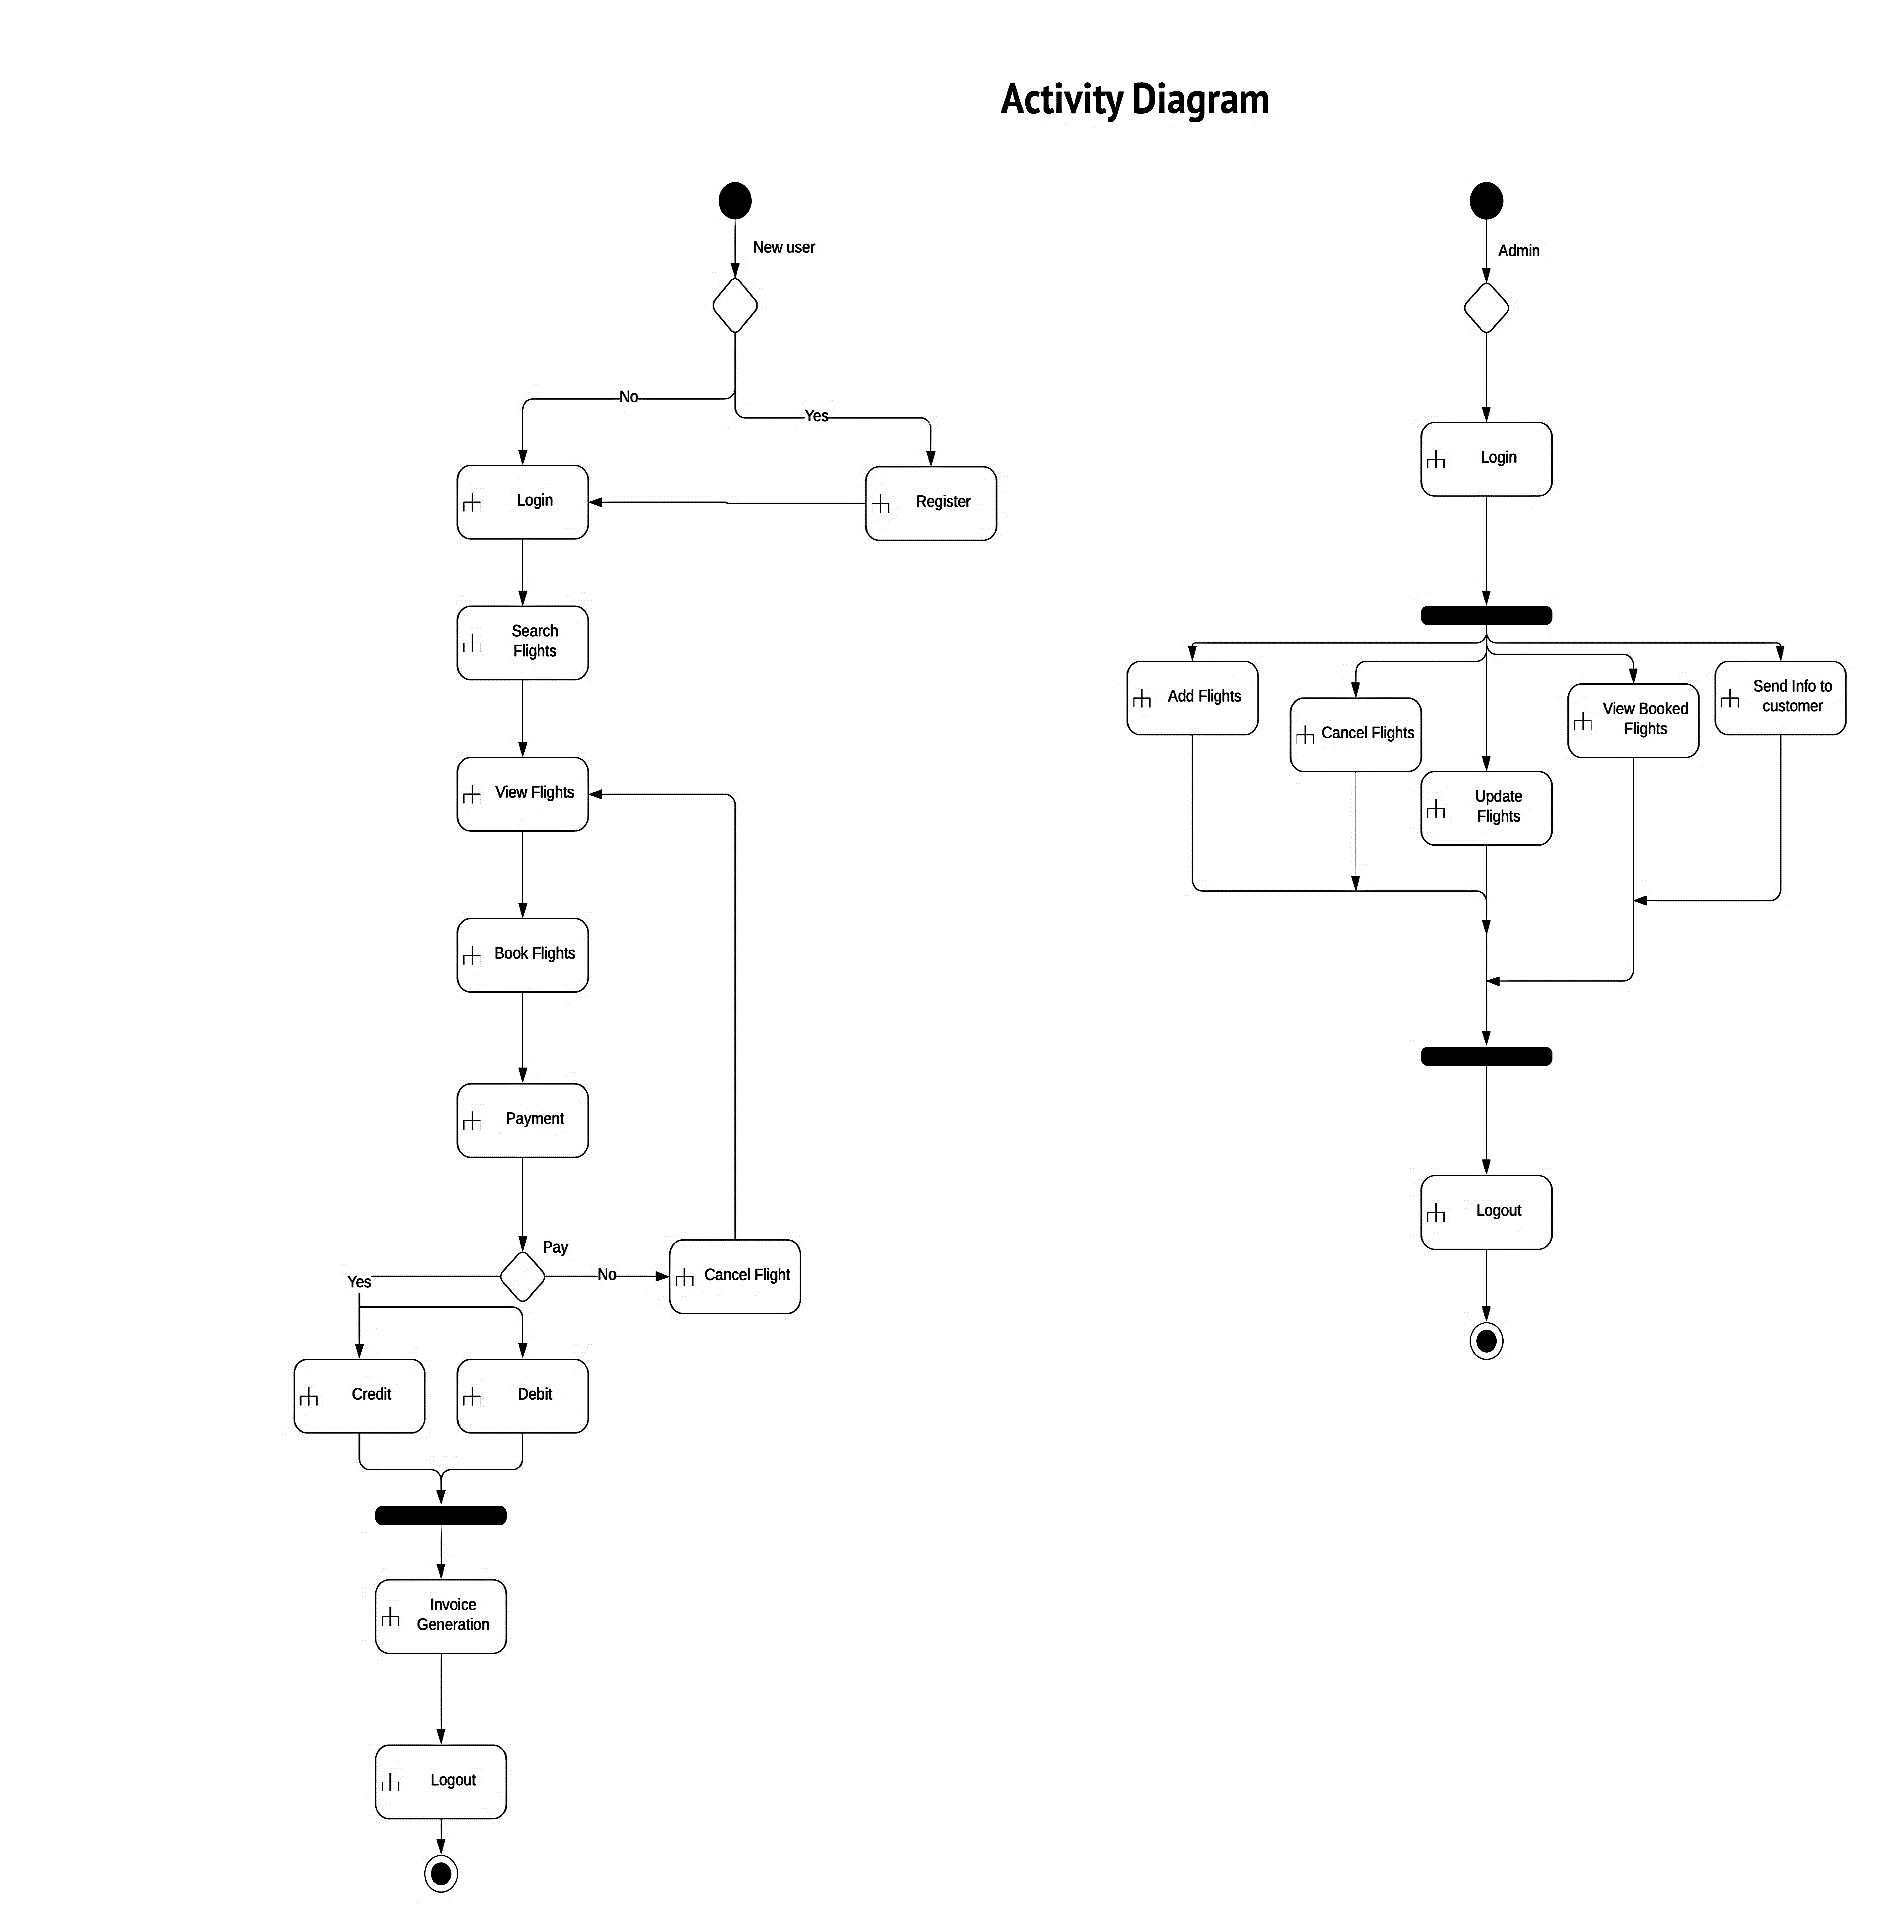 Activity Diagram
New user
No
Yes
Login
Register
Search
Flights
View Flights
Book Flights
Payment
Pay
Yes
No
Cancel Flight
Credit
Debit
Invoice
Generation
Logout
Admin
Login
Add Flights
Cancel Flights
Update
Flights
View Booked
Flights
Send Info to
customer
Logout